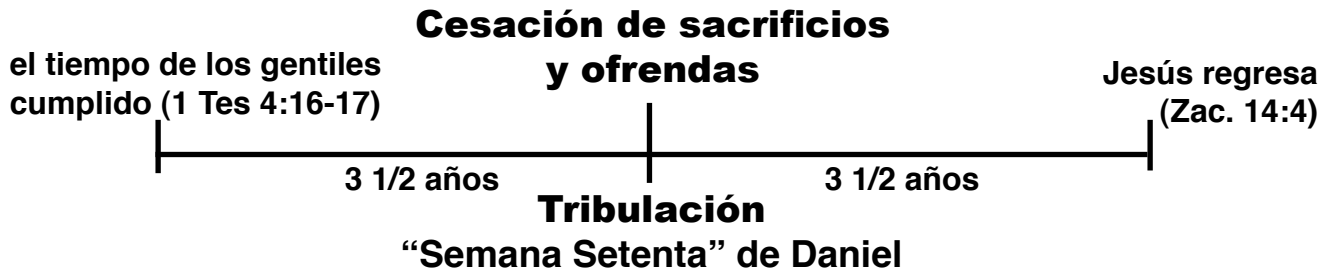 Cesación de sacrificios
y ofrendas
el tiempo de los gentiles
cumplido (1 Tes 4:16-17)
Jesús regresa
(Zac. 14:4)
3 1/2 años
3 1/2 años
Tribulación
“Semana Setenta” de Daniel